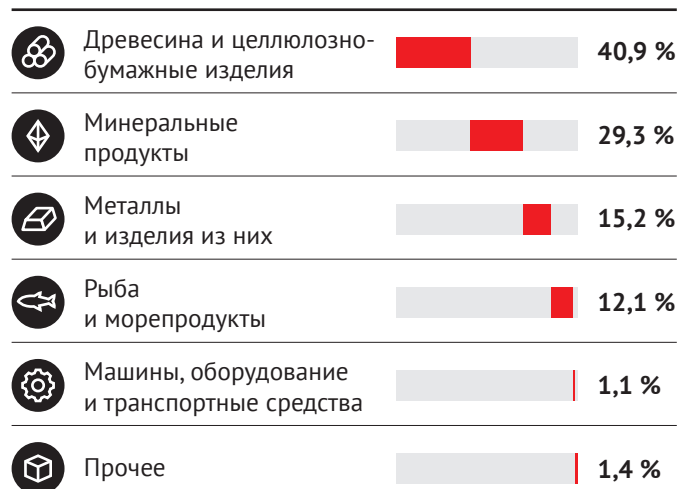 Древесина и целлюлозно-
бумажные изделия
40,9 %
Минеральные
продукты
29,3 %
Металлы
и изделия из них
15,2 %
Рыба
и морепродукты
12,1 %
Машины, оборудование
и транспортные средства
1,1 %
Прочее
1,4 %